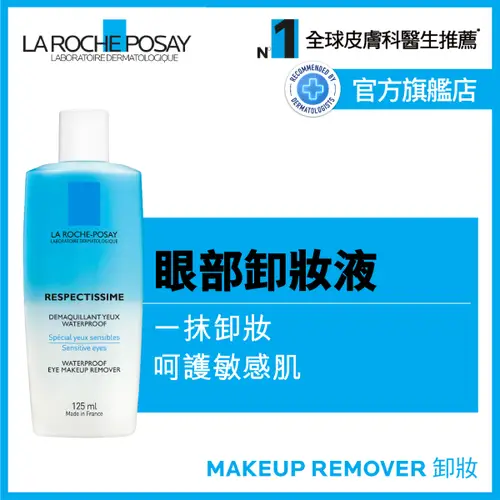 LA ROCHE-POSAY
LABORATOIRE DERMATOLOGIQUE
Nº1 全球皮膚科醫生推薦*
RECOMMENDED BY DERMATOLOGISTS
官方旗艦店
LA ROCHE-POSAY
LABORATOIRE DERMATOLOGIQUE
RESPECTISSIME
DEMAQUILLANT YEUX
WATERPROOF
Spécial yeux sensibles
Sensitive eyes
WATERPROOF
EYE MAKEUP REMOVER
125 ml
Made in France
眼部卸妝液
一抹卸妝
呵護敏感肌
MAKEUP REMOVER 卸妝